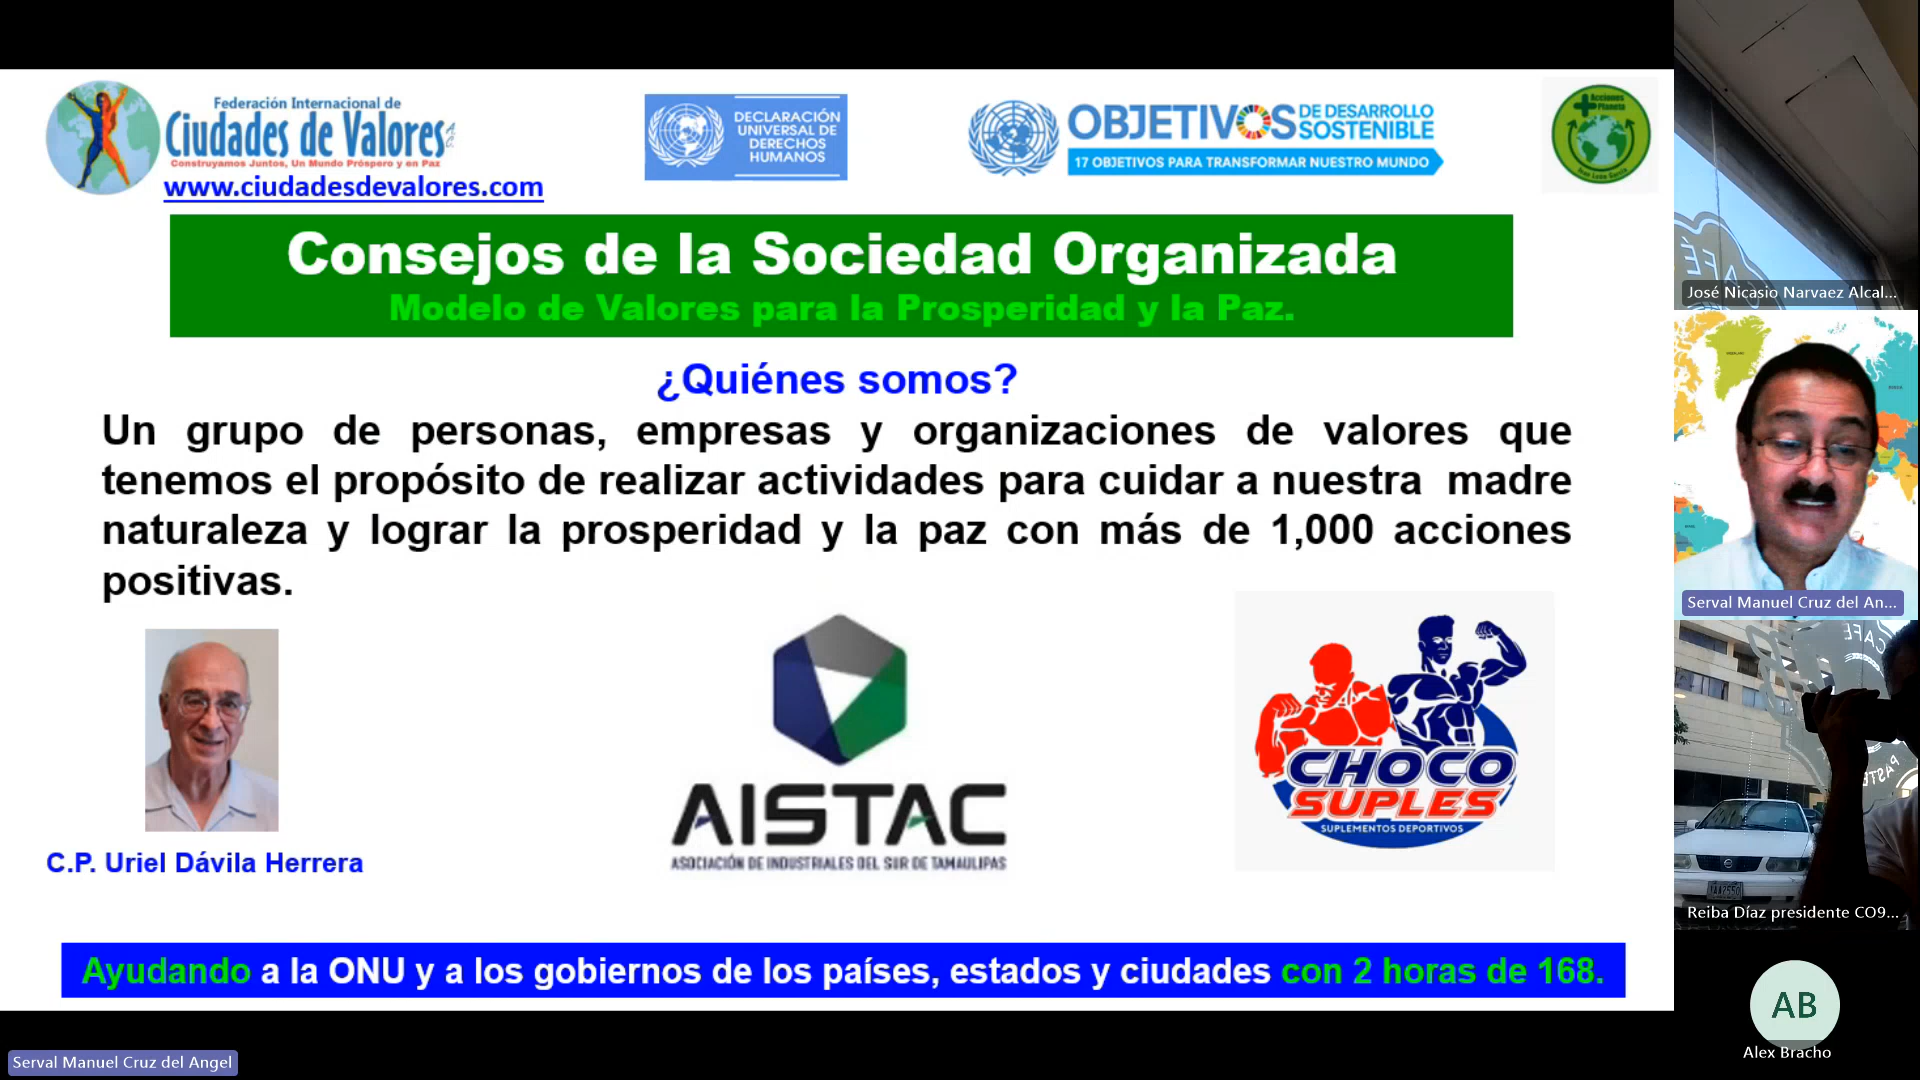 Federación Internacional de
Ciudades de Valores
Construyamos Juntos, Un Mundo Próspero y en Paz
www.ciudadesdevalores.com
DECLARACIÓN
UNIVERSAL DE
DERECHOS
HUMANOS
OBJETIVOS DE DESARROLLO
SOSTENIBLE
17 OBJETIVOS PARA TRANSFORMAR NUESTRO MUNDO
Acciones
Planeta
Consejos de la Sociedad Organizada
Modelo de Valores para la Prosperidad y la Paz.
¿Quiénes somos?
Un grupo de personas, empresas y organizaciones de valores que
tenemos el propósito de realizar actividades para cuidar a nuestra madre
naturaleza y lograr la prosperidad y la paz con más de 1,000 acciones
positivas.
C.P. Uriel Dávila Herrera
AISTAC
ASOCIACIÓN DE INDUSTRIALES DEL SUR DE TAMAULIPAS
CHOCO
SUPLES
SUPLEMENTOS DEPORTIVOS
Ayudando a la ONU y a los gobiernos de los países, estados y ciudades con 2 horas de 168.
Serval Manuel Cruz del Angel
CAFÉ
José Nicasio Narvaez Alcal...
Serval Manuel Cruz del An...
CAFE
PASTE
Reiba Díaz presidente CO9...
AB
Alex Bracho